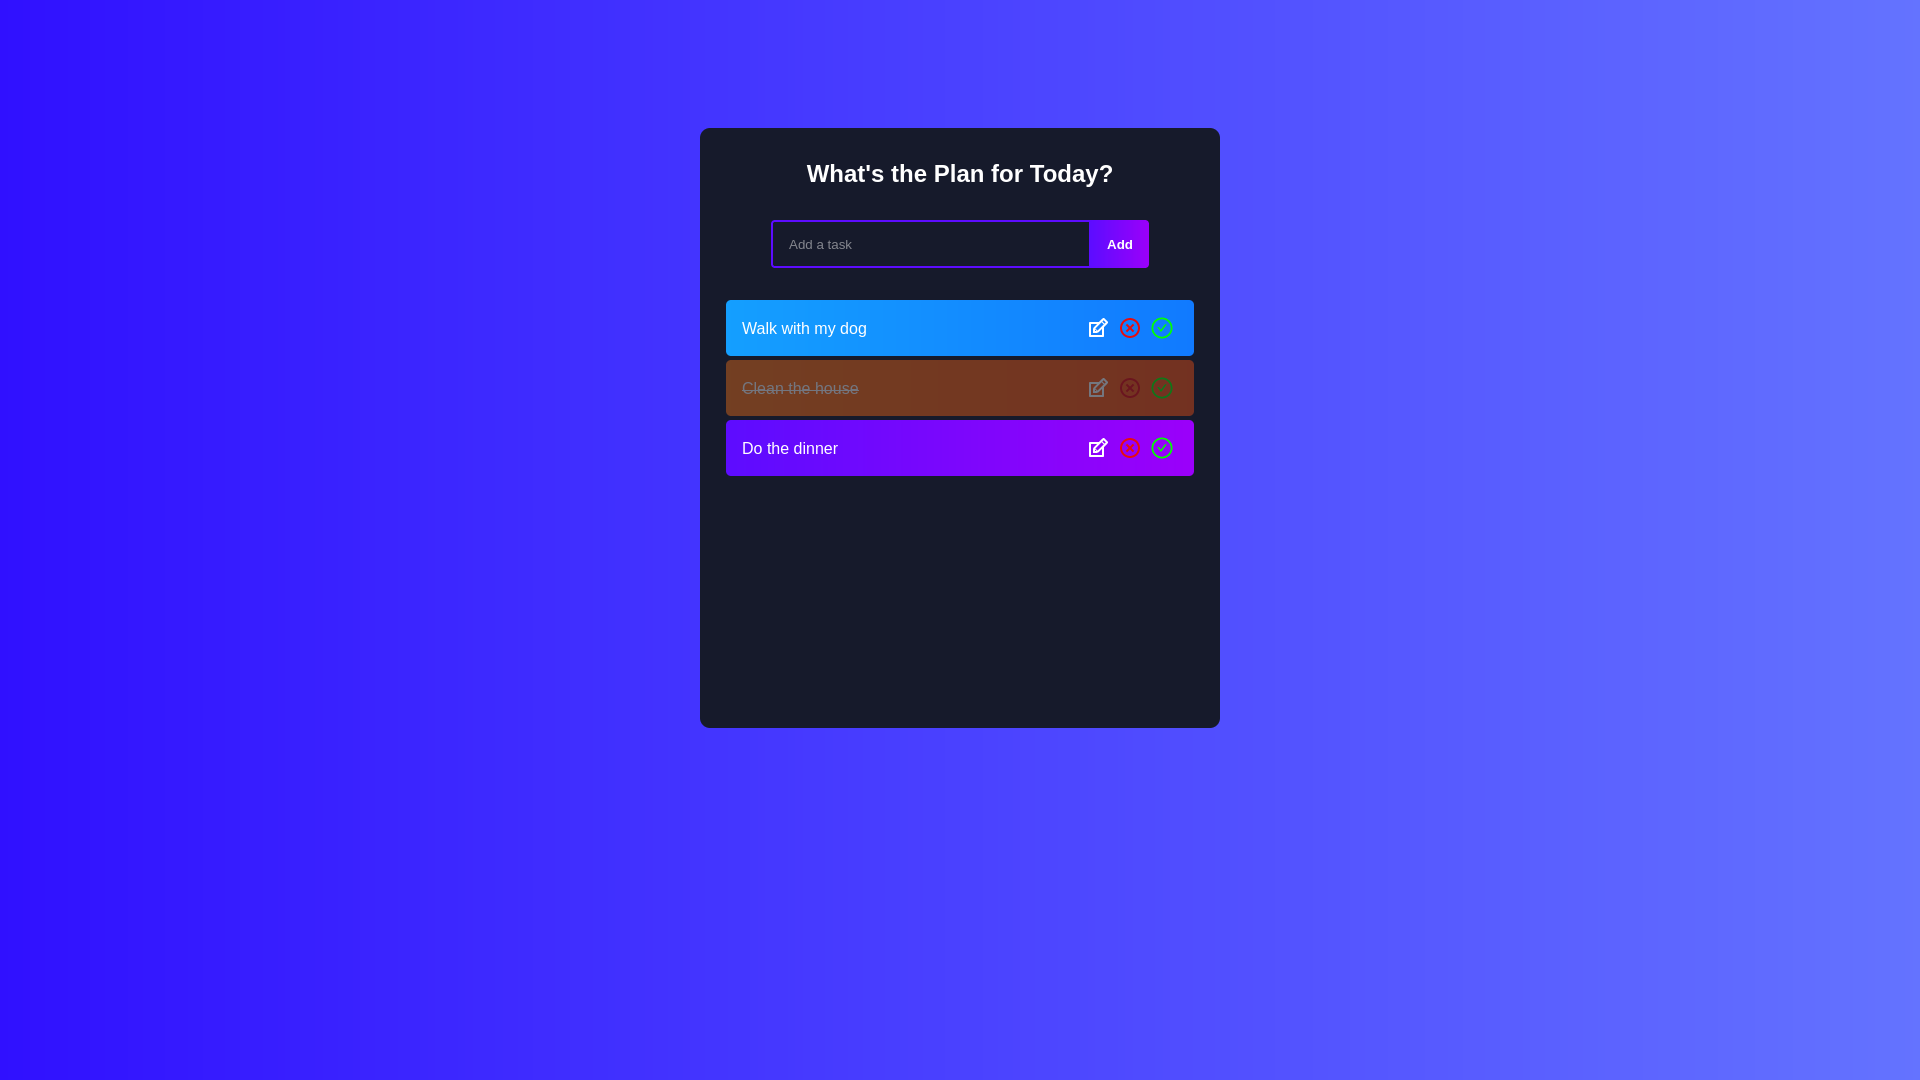 What's the Plan for Today?
Add a task
Add
Walk with my dog
Clean the house
Do the dinner